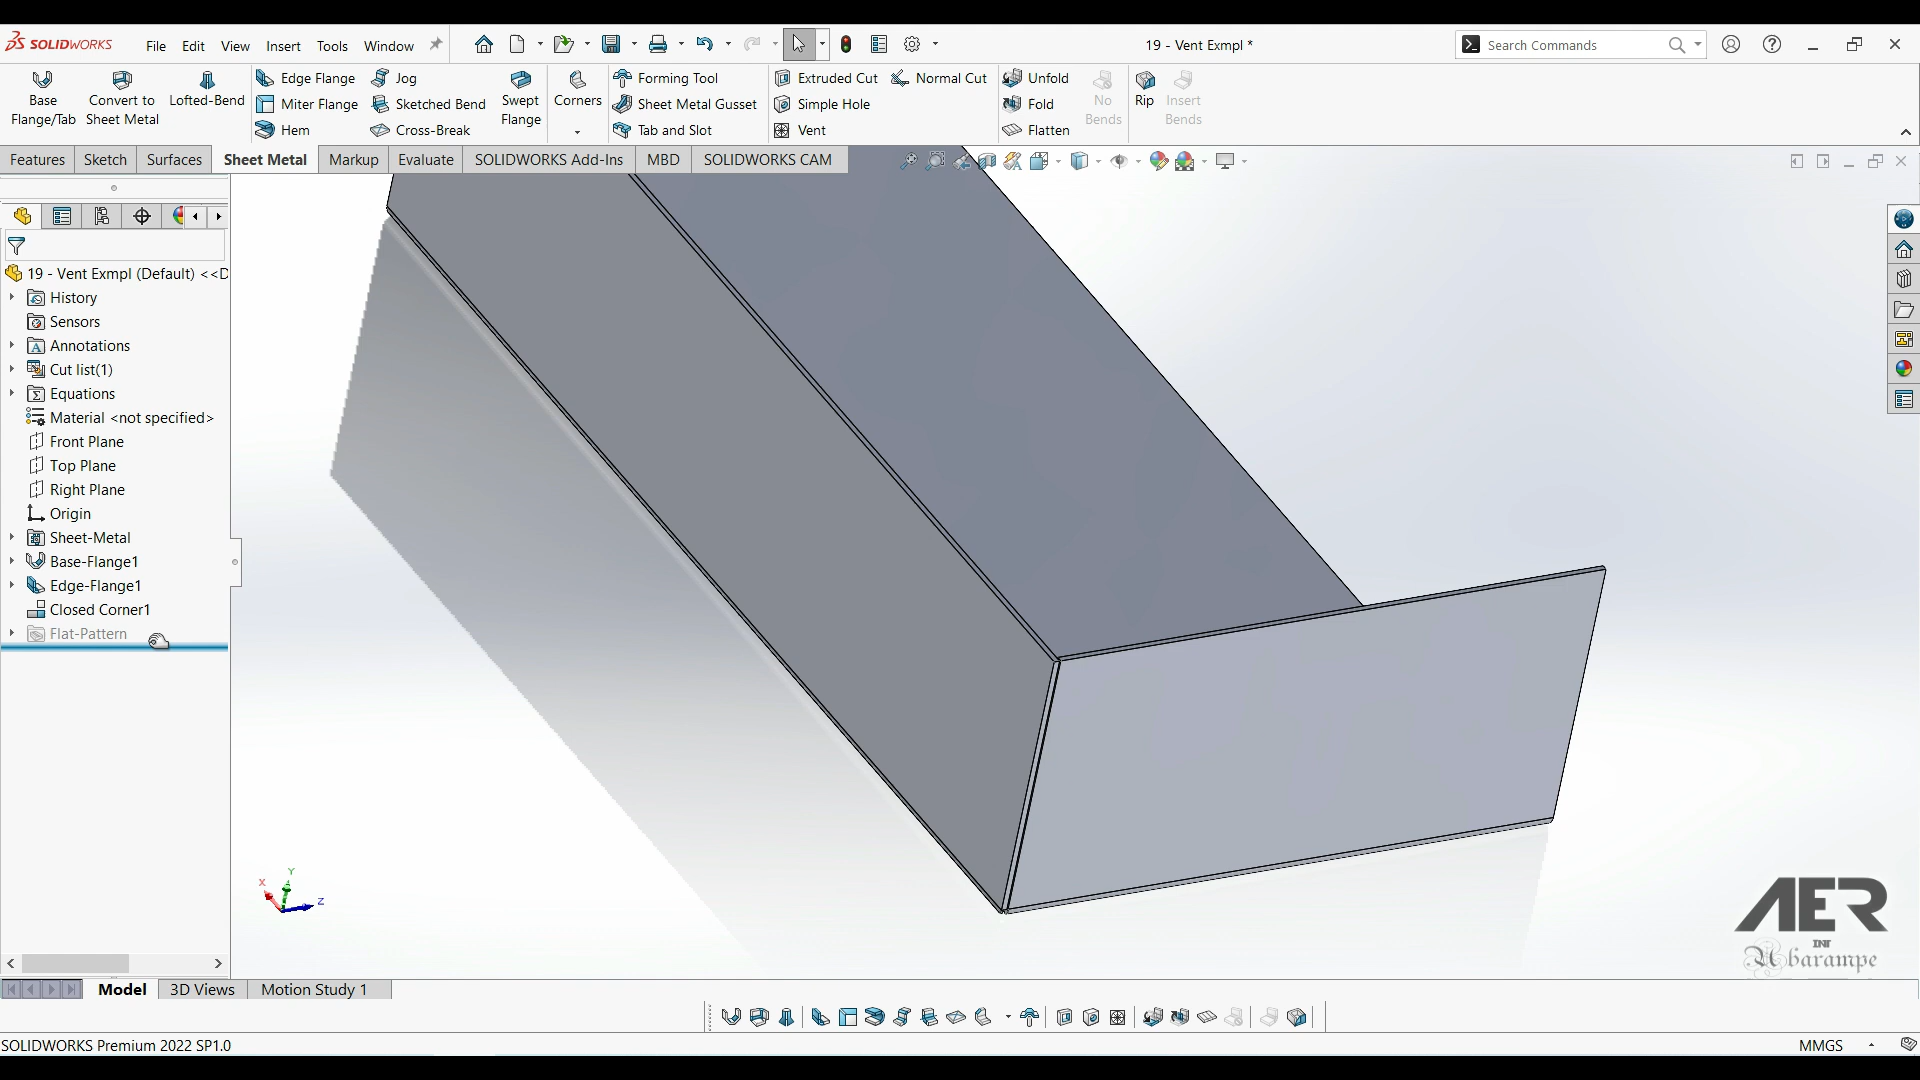 SOLIDWORKS File Edit View Insert Tools Window
19 - Vent Exmpl *
Search Commands
Base Flange/Tab
Convert to Sheet Metal
Lofted-Bend
Edge Flange
Miter Flange
Hem
Jog
Sketched Bend
Cross-Break
Swept Flange
Corners
Forming Tool
Sheet Metal Gusset
Tab and Slot
Extruded Cut
Simple Hole
Vent
Normal Cut
Unfold
Fold
Flatten
No Bends
Rip
Insert Bends
Features Sketch Surfaces Sheet Metal Markup Evaluate SOLIDWORKS Add-Ins MBD SOLIDWORKS CAM
19 - Vent Exmpl (Default) <<D
History
Sensors
Annotations
Cut list(1)
Equations
Material <not specified>
Front Plane
Top Plane
Right Plane
Origin
Sheet-Metal
Base-Flange1
Edge-Flange1
Closed Corner1
Flat-Pattern
Y
X
Z
AER
INT
Abarampe
Model 3D Views Motion Study 1
SOLIDWORKS Premium 2022 SP1.0
MMGS